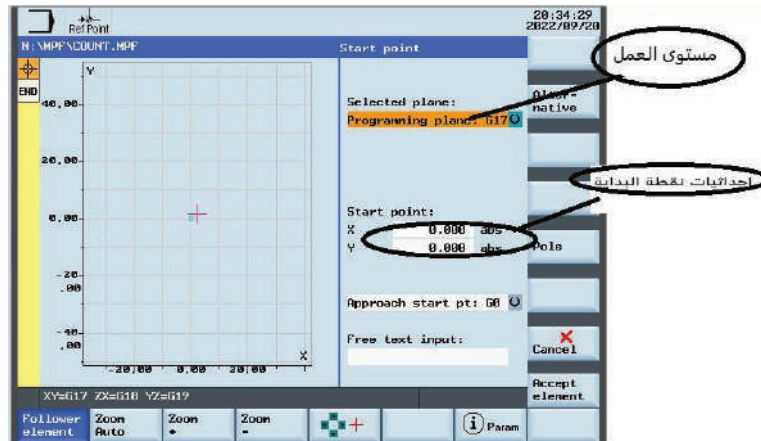 Ref Point
20:34:29
2022/09/20
N:\MPF\COUNT.MPF
Start point
مستوى العمل
Y
END
40,00
20,00
0,00
-20
,00
-40
,00
-20,00 0,00 20,00
X
Selected plane:
Programming plane: G17
Alter-
native
إحداثيات نقطة البداية
Start point:
X 0.000 abs
Y 0.000 abs
Pole
Approach start pt: G0
Free text input:
Cancel
Accept
element
XY=G17 ZX=G18 YZ=G19
Follower
element
Zoom
Auto
Zoom
+
Zoom
-
i Param